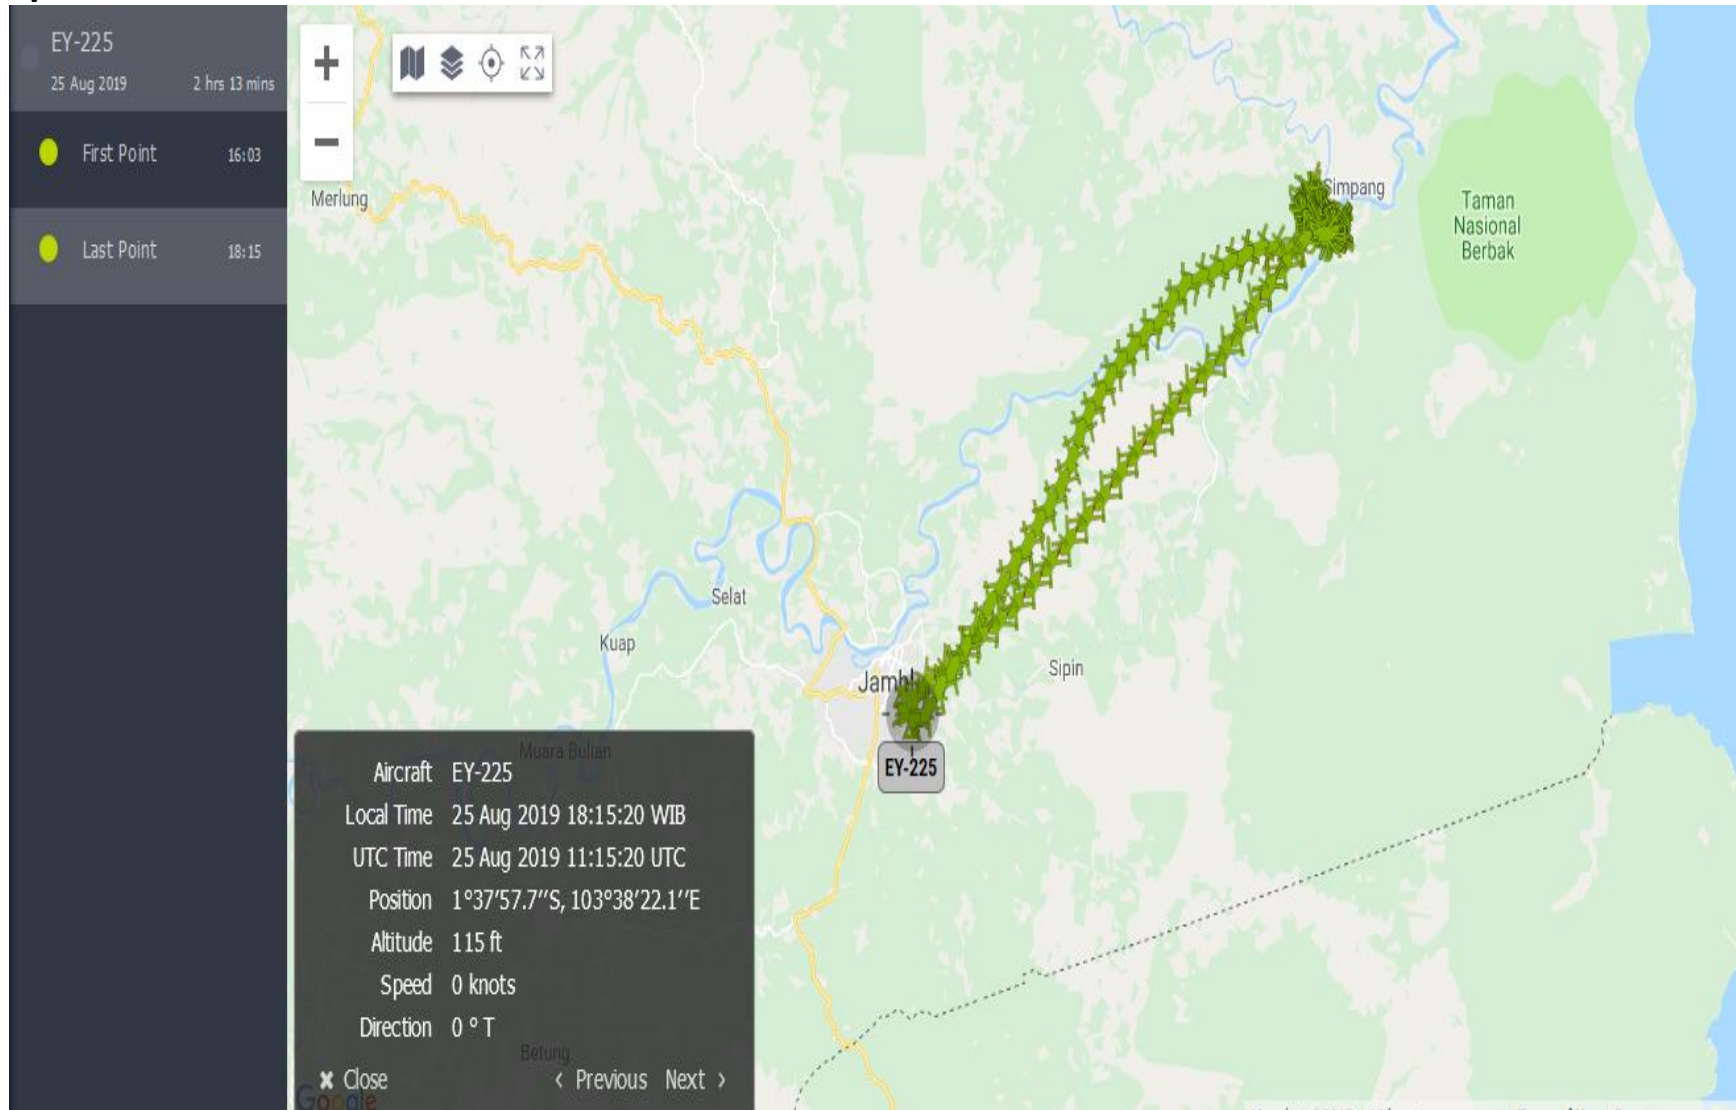 EY-225
25 Aug 2019 2 hrs 13 mins
First Point 16:03
Last Point 18:15
Merlung
Simpang
Taman
Nasional
Berbak
Selat
Kuap
Sipin
Jambi
EY-225
Muara Bulian
Aircraft EY-225
Local Time 25 Aug 2019 18:15:20 WIB
UTC Time 25 Aug 2019 11:15:20 UTC
Position 1°37'57.7''S, 103°38'22.1''E
Altitude 115 ft
Speed 0 knots
Direction 0 ° T
Betung
✖ Close ‹ Previous Next ›
Google